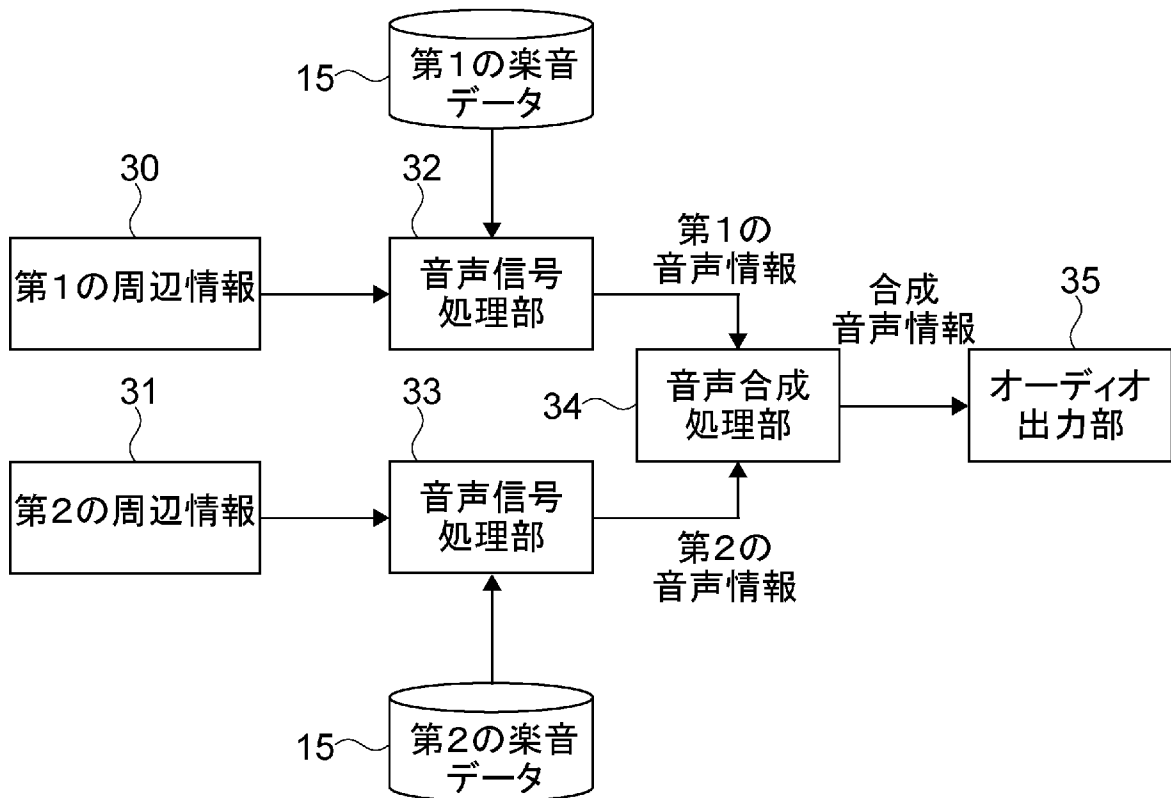 15
第1の楽音
データ
30
第1の周辺情報
32
音声信号
処理部
第1の
音声情報
31
第2の周辺情報
33
音声信号
処理部
第2の
音声情報
34
音声合成
処理部
合成
音声情報
35
オーディオ
出力部
15
第2の楽音
データ